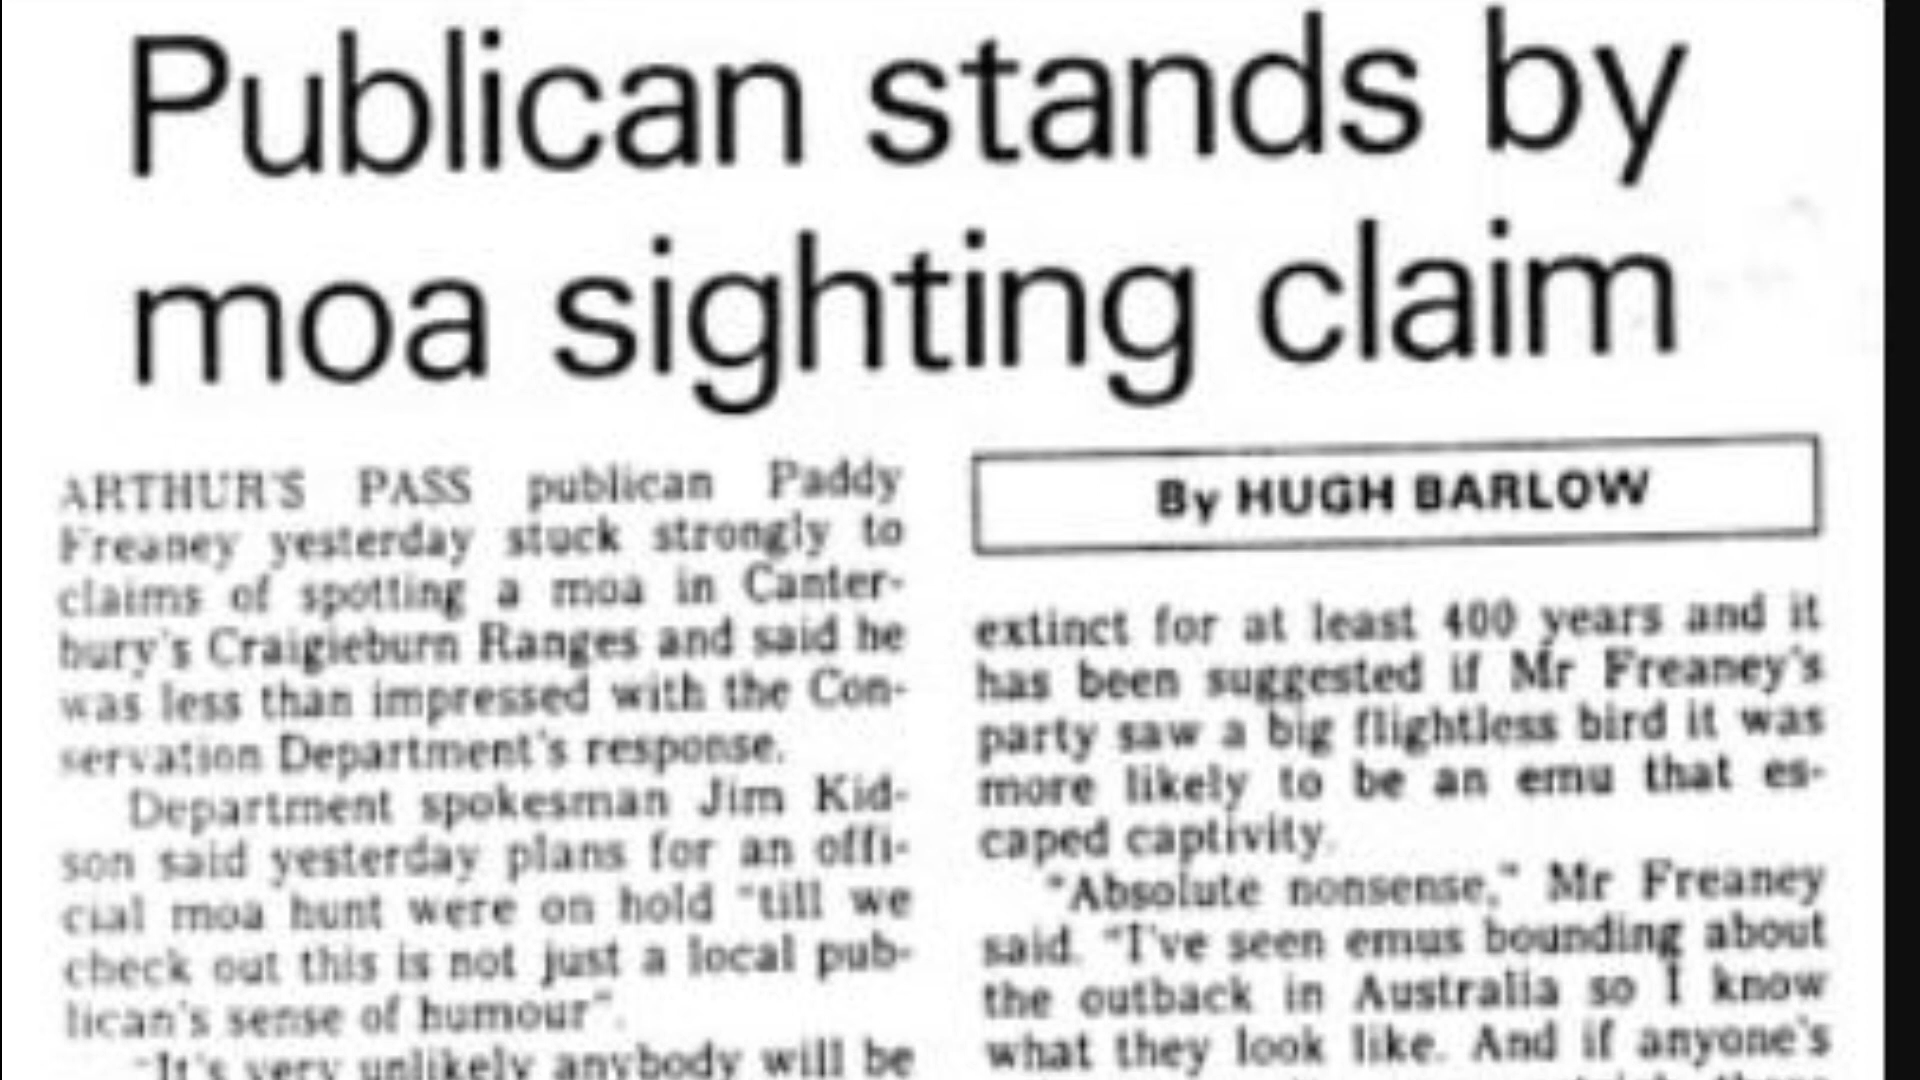 Publican stands by
moa sighting claim
ARTHUR'S PASS publican Paddy
Freaney yesterday stuck strongly to
claims of spotting a moa in Canter-
bury's Craigieburn Ranges and said he
was less than impressed with the Con-
servation Department's response.
Department spokesman Jim Kid-
son said yesterday plans for an offi-
cial moa hunt were on hold "till we
check out this is not just a local pub-
lican's sense of humour".
"It's very unlikely anybody will be
By HUGH BARLOW
extinct for at least 400 years and it
has been suggested if Mr Freaney's
party saw a big flightless bird it was
more likely to be an emu that es-
caped captivity.
"Absolute nonsense," Mr Freaney
said. "I've seen emus bounding about
the outback in Australia so I know
what they look like. And if anyone's